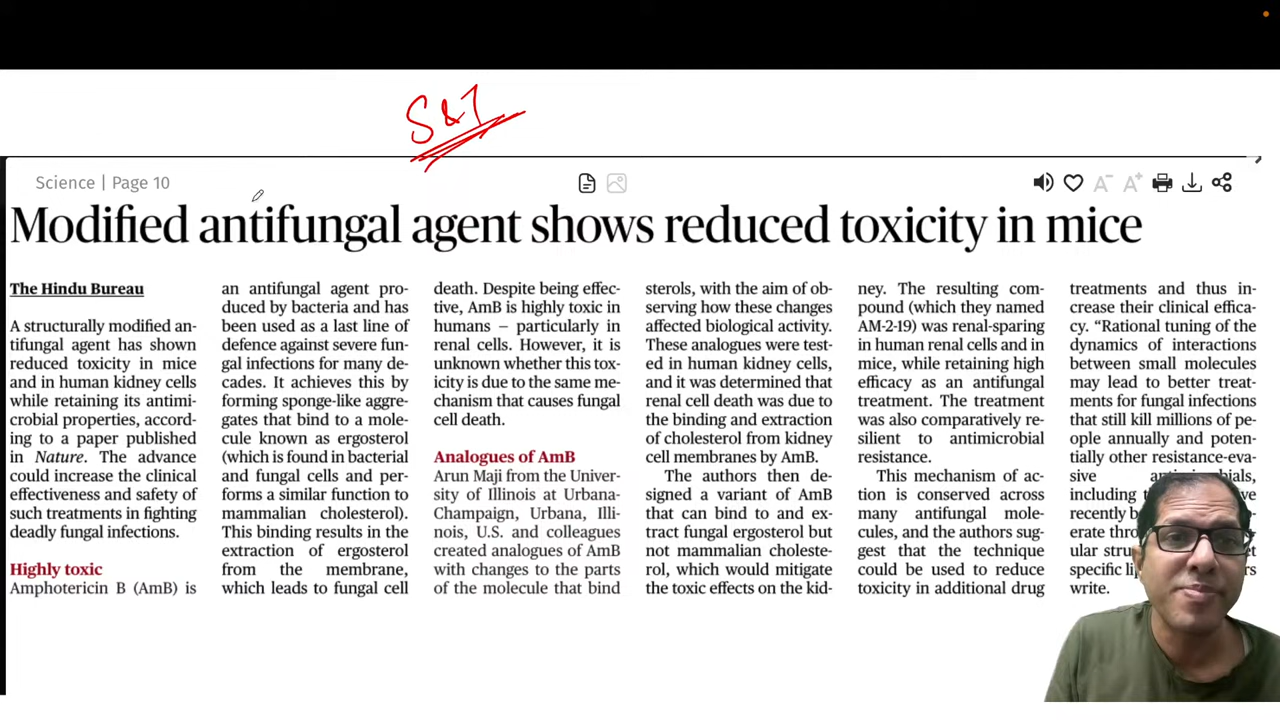 S&T
Science | Page 10
Modified antifungal agent shows reduced toxicity in mice
The Hindu Bureau
A structurally modified an-
tifungal agent has shown
reduced toxicity in mice
and in human kidney cells
while retaining its antimi-
crobial properties, accord-
ing to a paper published
in Nature. The advance
could increase the clinical
effectiveness and safety of
such treatments in fighting
deadly fungal infections.
Highly toxic
Amphotericin B (AmB) is
an antifungal agent pro-
duced by bacteria and has
been used as a last line of
defence against severe fun-
gal infections for many de-
cades. It achieves this by
forming sponge-like aggre-
gates that bind to a mole-
cule known as ergosterol
(which is found in bacterial
and fungal cells and per-
forms a similar function to
mammalian cholesterol).
This binding results in the
extraction of ergosterol
from the membrane,
which leads to fungal cell
death. Despite being effec-
tive, AmB is highly toxic in
humans – particularly in
renal cells. However, it is
unknown whether this tox-
icity is due to the same me-
chanism that causes fungal
cell death.
Analogues of AmB
Arun Maji from the Univer-
sity of Illinois at Urbana-
Champaign, Urbana, Illi-
nois, U.S. and colleagues
created analogues of AmB
with changes to the parts
of the molecule that bind
sterols, with the aim of ob-
serving how these changes
affected biological activity.
These analogues were test-
ed in human kidney cells,
and it was determined that
renal cell death was due to
the binding and extraction
of cholesterol from kidney
cell membranes by AmB.
The authors then de-
signed a variant of AmB
that can bind to and ex-
tract fungal ergosterol but
not mammalian choleste-
rol, which would mitigate
the toxic effects on the kid-
ney. The resulting com-
pound (which they named
AM-2-19) was renal-sparing
in human renal cells and in
mice, while retaining high
efficacy as an antifungal
treatment. The treatment
was also comparatively re-
silient to antimicrobial
resistance.
This mechanism of ac-
tion is conserved across
many antifungal mole-
cules, and the authors sug-
gest that the technique
could be used to reduce
toxicity in additional drug
treatments and thus in-
crease their clinical effica-
cy. “Rational tuning of the
dynamics of interactions
between small molecules
may lead to better treat-
ments for fungal infections
that still kill millions of peo-
ple annually and poten-
tially other resistance-eva-
sive
including
recently
erate
ular
specific
write.